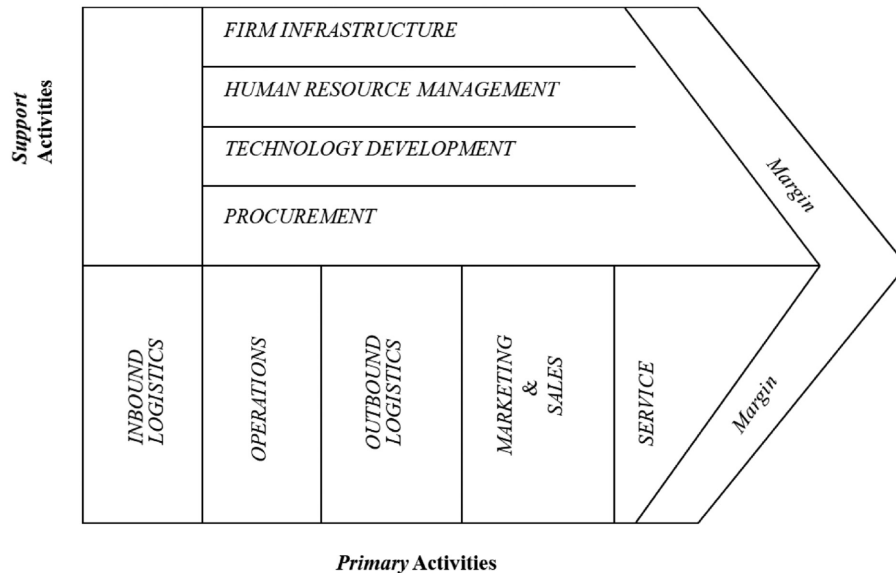 FIRM INFRASTRUCTURE
HUMAN RESOURCE MANAGEMENT
TECHNOLOGY DEVELOPMENT
PROCUREMENT
Support
Activities
Margin
INBOUND
LOGISTICS
OPERATIONS
OUTBOUND
LOGISTICS
MARKETING
&
SALES
SERVICE
Margin
Primary Activities